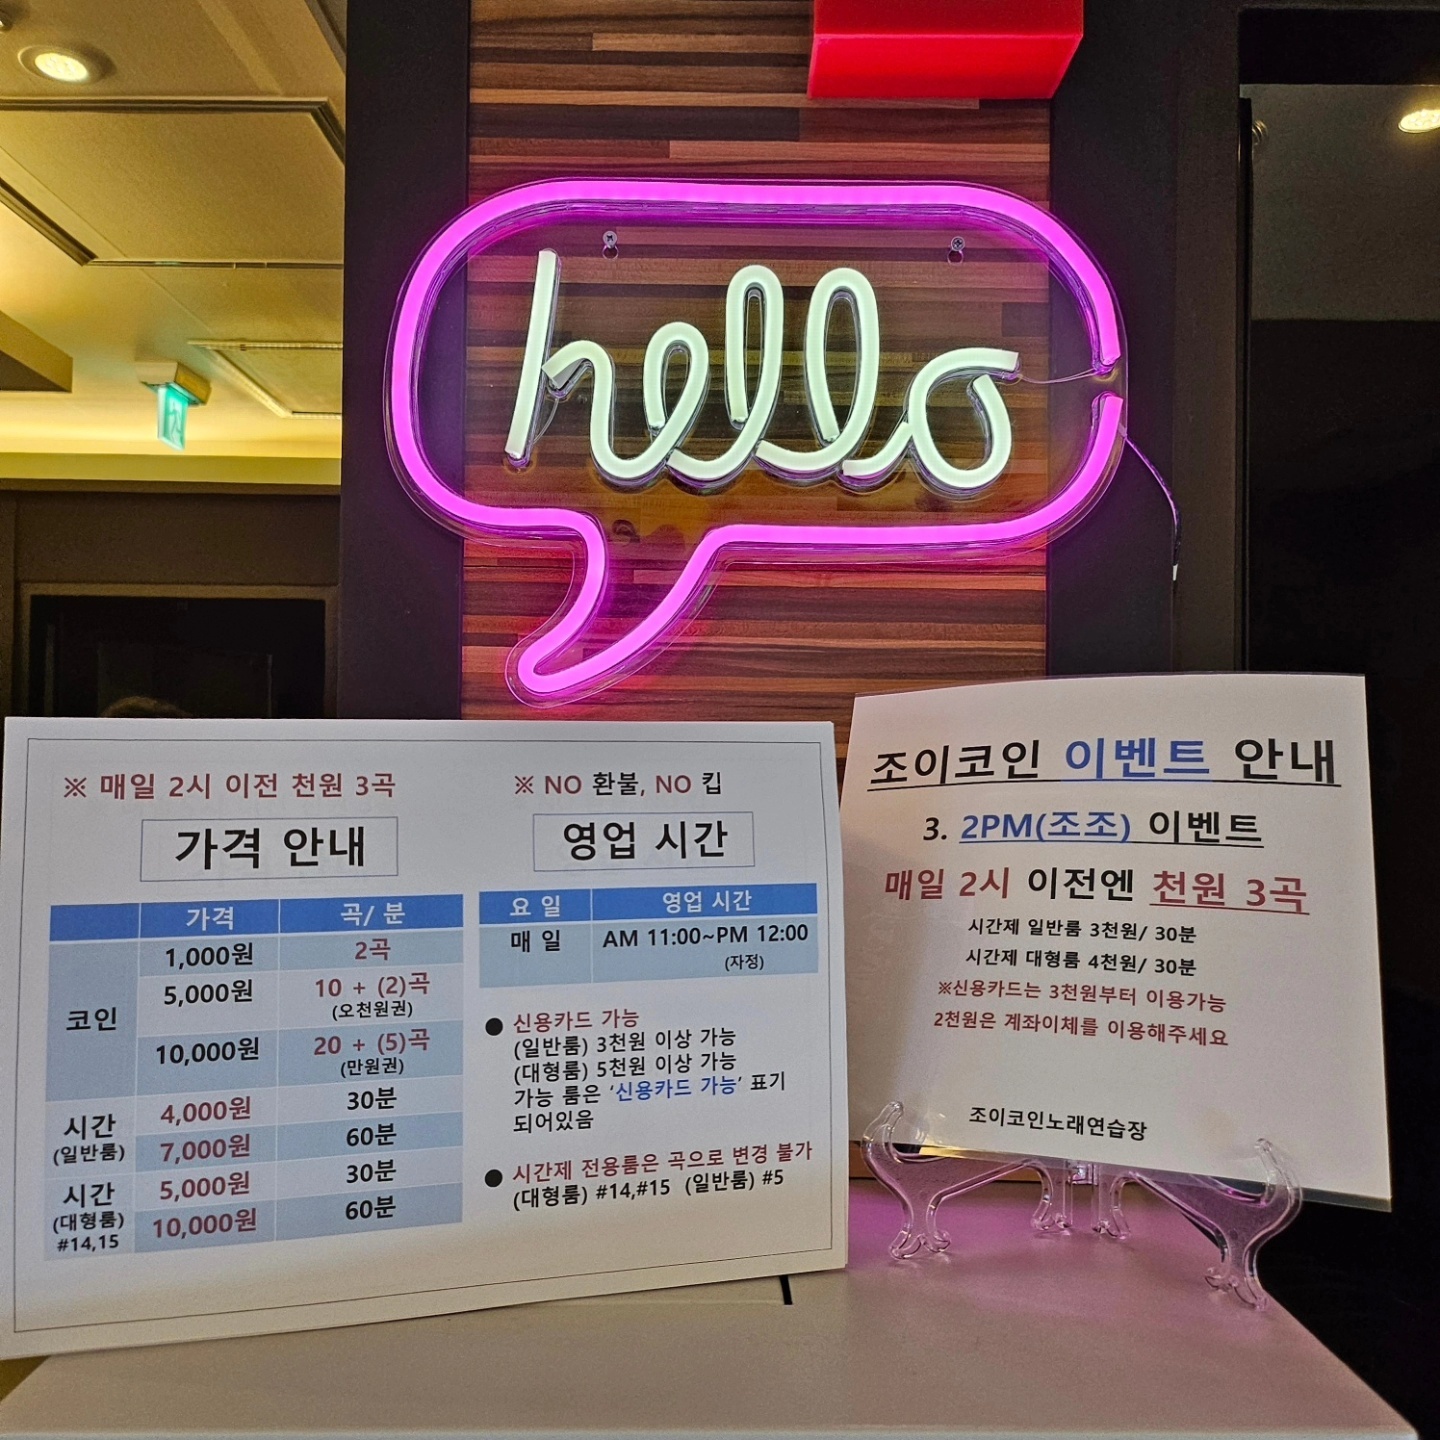 hello
※ 매일 2시 이전 천원 3곡
가격 안내
가격 곡/ 분
코인
1,000원 2곡
5,000원 10 + (2)곡
(오천원권)
10,000원 20 + (5)곡
(만원권)
시간
(일반룸)
4,000원 30분
7,000원 60분
시간
(대형룸)
#14,15
5,000원 30분
10,000원 60분
※ NO 환불, NO 킵
영업 시간
요 일 영업 시간
매 일 AM 11:00~PM 12:00
(자정)
● 신용카드 가능
(일반룸) 3천원 이상 가능
(대형룸) 5천원 이상 가능
가능 룸은 ‘신용카드 가능’ 표기
되어있음
● 시간제 전용룸은 곡으로 변경 불가
(대형룸) #14,#15 (일반룸) #5
조이코인 이벤트 안내
3. 2PM(조조) 이벤트
매일 2시 이전엔 천원 3곡
시간제 일반룸 3천원/ 30분
시간제 대형룸 4천원/ 30분
※신용카드는 3천원부터 이용가능
2천원은 계좌이체를 이용해주세요
조이코인노래연습장